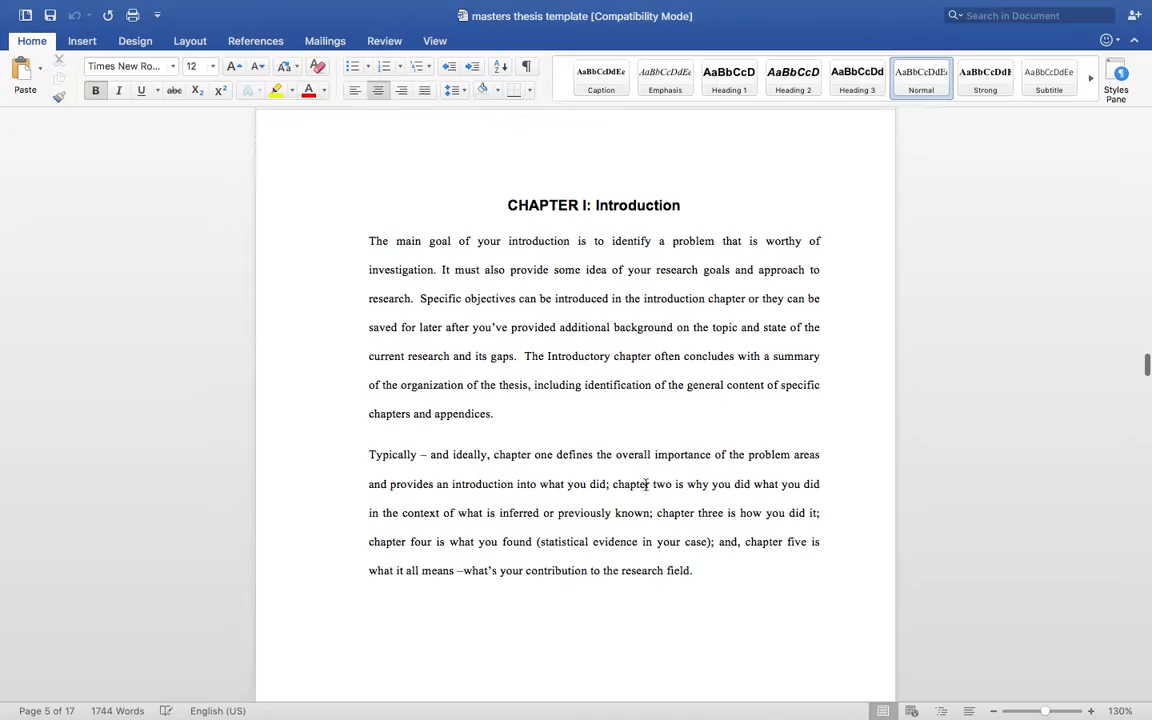 masters thesis template [Compatibility Mode]
Search in Document
Home Insert Design Layout References Mailings Review View
Paste
Times New Ro... 12
B I U abc X₂ X² A A
AaBbCcDdEe AaBbCcDdEe AaBbCcD AaBbCcD AaBbCcDd AaBbCcDdEe AaBbCcDdE AaBbCcDdEe
Caption Emphasis Heading 1 Heading 2 Heading 3 Normal Strong Subtitle
Styles
Pane
CHAPTER I: Introduction
The main goal of your introduction is to identify a problem that is worthy of
investigation. It must also provide some idea of your research goals and approach to
research. Specific objectives can be introduced in the introduction chapter or they can be
saved for later after you’ve provided additional background on the topic and state of the
current research and its gaps. The Introductory chapter often concludes with a summary
of the organization of the thesis, including identification of the general content of specific
chapters and appendices.
Typically – and ideally, chapter one defines the overall importance of the problem areas
and provides an introduction into what you did; chapter two is why you did what you did
in the context of what is inferred or previously known; chapter three is how you did it;
chapter four is what you found (statistical evidence in your case); and, chapter five is
what it all means –what’s your contribution to the research field.
Page 5 of 17 1744 Words English (US) 130%